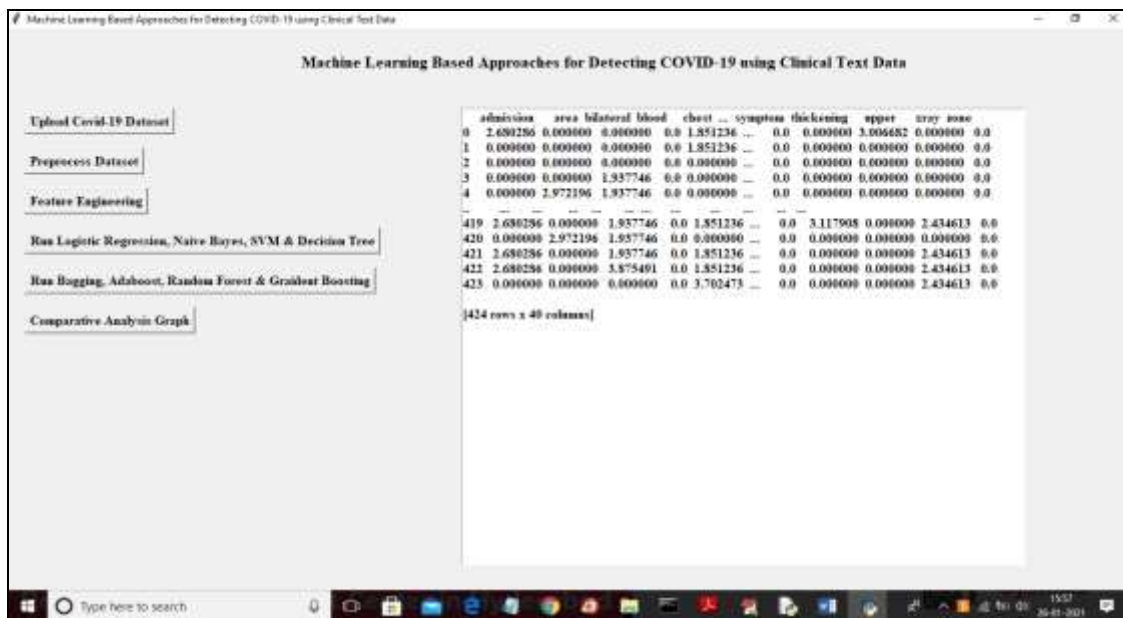 Machine Learning Based Approaches for Detecting COVID-19 using Clinical Text Data
Machine Learning Based Approaches for Detecting COVID-19 using Clinical Text Data
Upload Covid-19 Dataset
Preprocess Dataset
Feature Engineering
Run Logistic Regression, Naive Bayes, SVM & Decision Tree
Run Bagging, Adaboost, Random Forest & Graident Boosting
Comparative Analysis Graph
admission area bilateral blood chest ... symptom thickening upper xray zone
0 2.680286 0.000000 0.000000 0.0 1.851236 ... 0.0 0.000000 3.006682 0.000000 0.0
1 0.000000 0.000000 0.000000 0.0 1.851236 ... 0.0 0.000000 0.000000 0.000000 0.0
2 0.000000 0.000000 0.000000 0.0 0.000000 ... 0.0 0.000000 0.000000 0.000000 0.0
3 0.000000 0.000000 1.937746 0.0 0.000000 ... 0.0 0.000000 0.000000 0.000000 0.0
4 0.000000 2.972196 1.937746 0.0 0.000000 ... 0.0 0.000000 0.000000 0.000000 0.0
.. ... ... ... ... ... ... ... ...
419 2.680286 0.000000 1.937746 0.0 1.851236 ... 0.0 3.117908 0.000000 2.434613 0.0
420 0.000000 2.972196 1.937746 0.0 0.000000 ... 0.0 0.000000 0.000000 0.000000 0.0
421 2.680286 0.000000 1.937746 0.0 1.851236 ... 0.0 0.000000 0.000000 2.434613 0.0
422 2.680286 0.000000 3.875491 0.0 1.851236 ... 0.0 0.000000 0.000000 2.434613 0.0
423 0.000000 0.000000 0.000000 0.0 3.702473 ... 0.0 0.000000 0.000000 2.434613 0.0
[424 rows x 40 columns]
Type here to search
15:57
26-01-2021